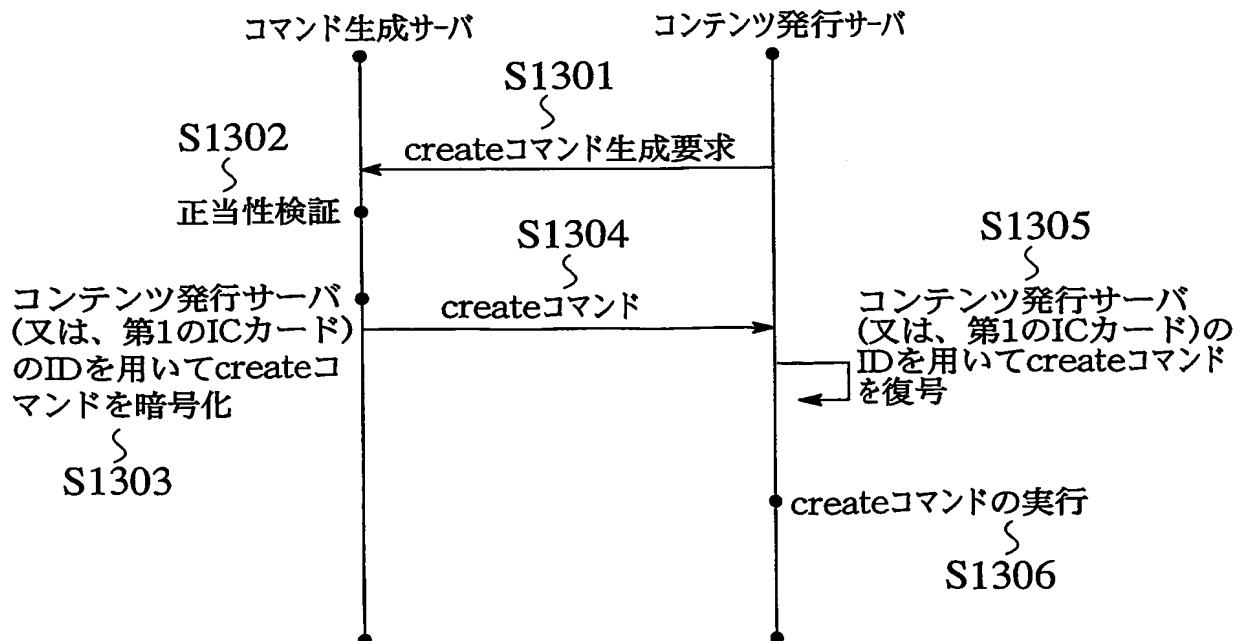 コマンド生成サーバ
コンテンツ発行サーバ
S1301
createコマンド生成要求
S1302
正当性検証
S1304
createコマンド
S1305
コンテンツ発行サーバ
(又は、第1のICカード)の
IDを用いてcreateコマンド
を復号
コンテンツ発行サーバ
(又は、第1のICカード)
のIDを用いてcreateコ
マンドを暗号化
S1303
createコマンドの実行
S1306